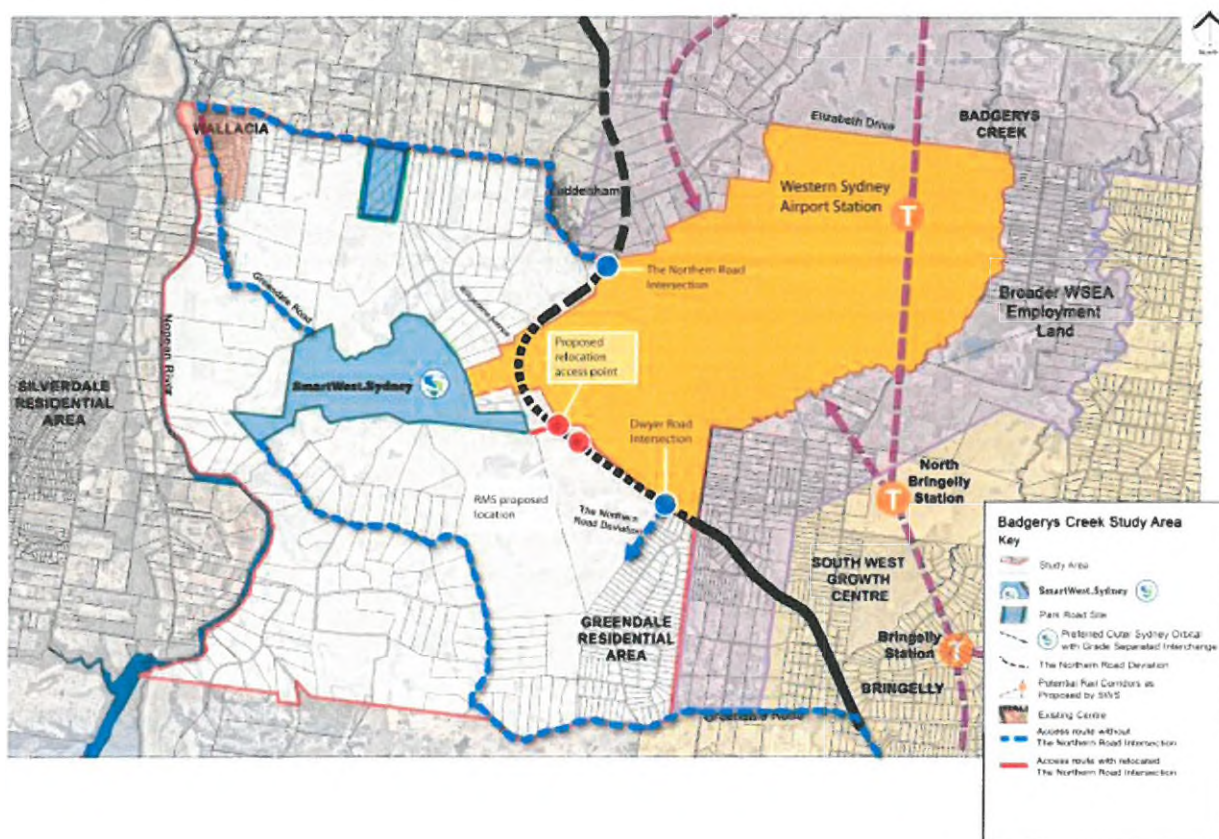 North
Elizabeth Drive
BADGERYS
CREEK
WALLACIA
Luddenham
Western Sydney
Airport Station
T
The Northern Road
Intersection
Broader WSEA
Employment
Land
Greendale Road
Nepean River
Proposed
relocation
access point
SmartWest.Sydney
SILVERDALE
RESIDENTIAL
AREA
Dwyer Road
Intersection
RMS proposed
location
The Northern
Road Deviation
North
Bringelly
Station
T
SOUTH WEST
GROWTH
CENTRE
GREENDALE
RESIDENTIAL
AREA
Bringelly
Station
T
BRINGELLY
Greendale Road
Badgerys Creek Study Area
Key
Study Area
SmartWest.Sydney
Park Road Site
Preferred Outer Sydney Orbital
with Grade Separated Interchange
The Northern Road Deviation
Potential Rail Corridors as
Proposed by SWS
Existing Centre
Access route without
The Northern Road Intersection
Access route with relocated
The Northern Road Intersection